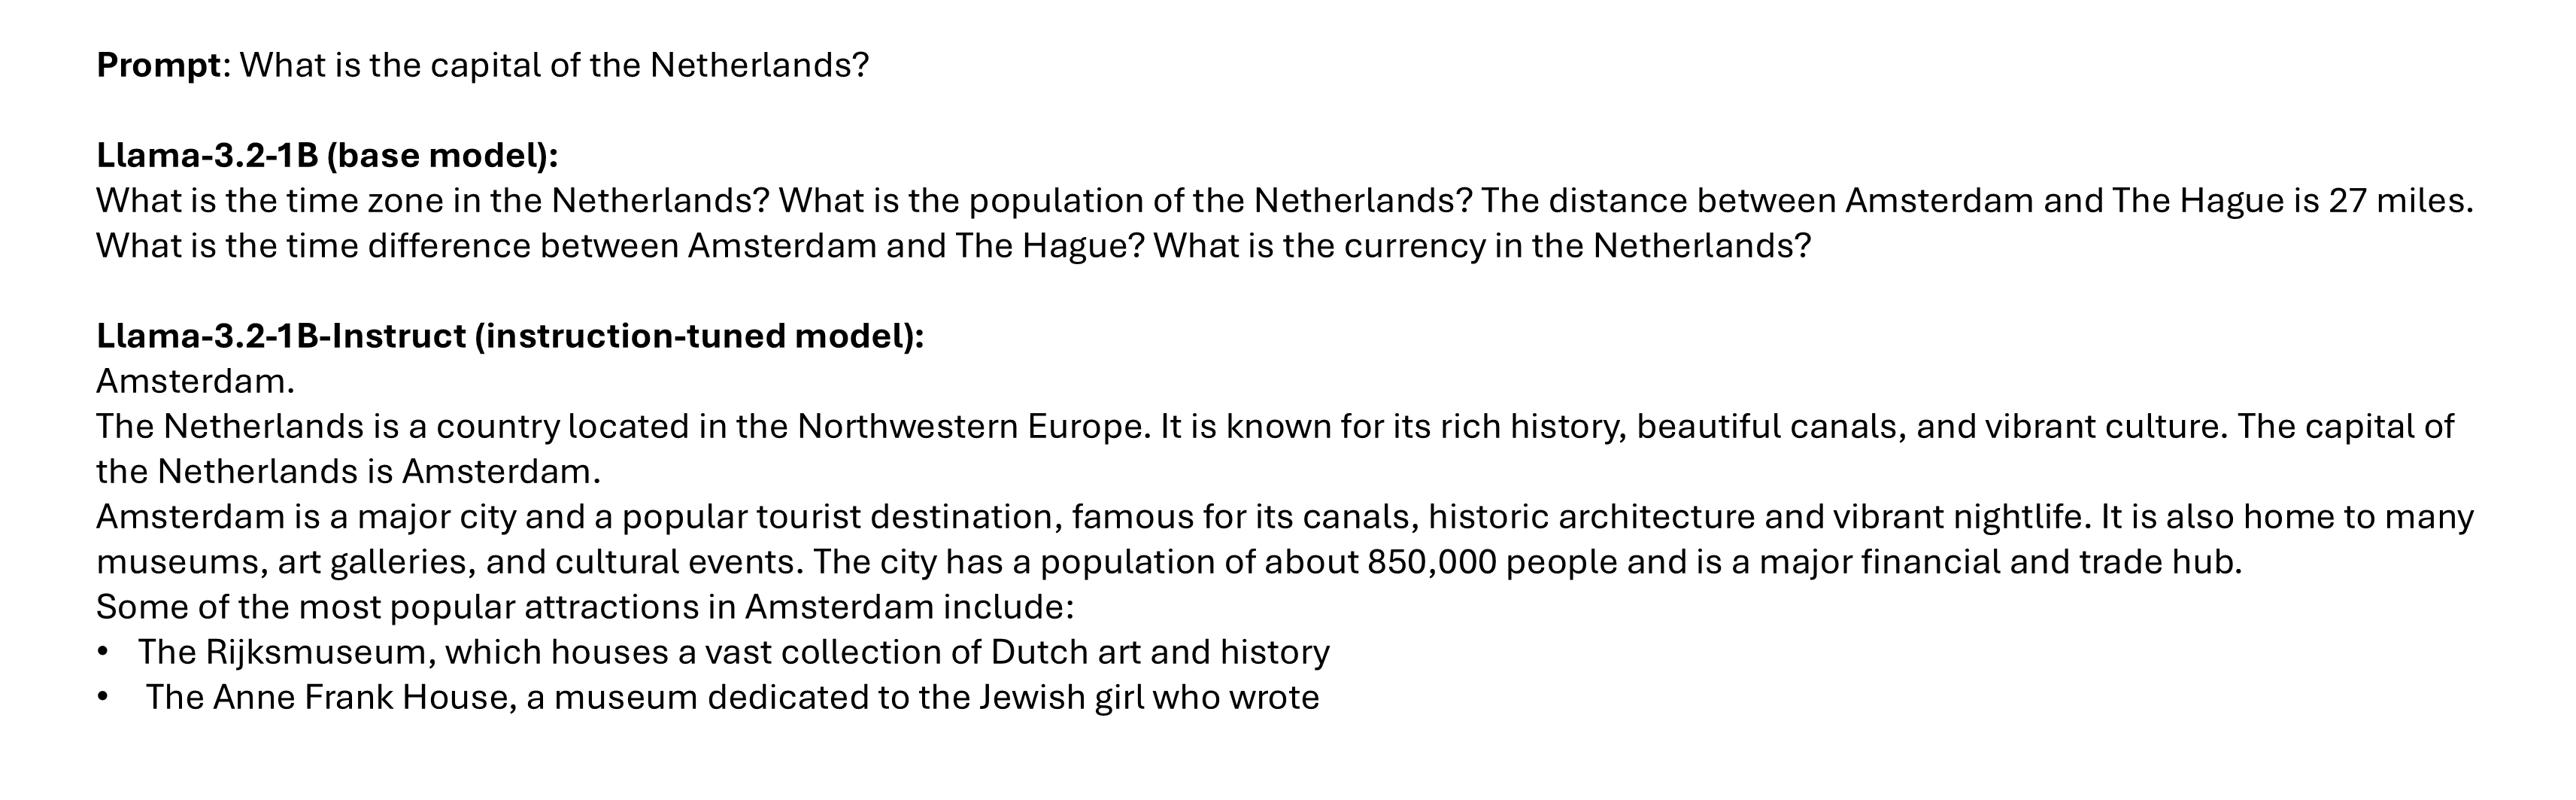 Prompt: What is the capital of the Netherlands?
Llama-3.2-1B (base model):
What is the time zone in the Netherlands? What is the population of the Netherlands? The distance between Amsterdam and The Hague is 27 miles.
What is the time difference between Amsterdam and The Hague? What is the currency in the Netherlands?
Llama-3.2-1B-Instruct (instruction-tuned model):
Amsterdam.
The Netherlands is a country located in the Northwestern Europe. It is known for its rich history, beautiful canals, and vibrant culture. The capital of
the Netherlands is Amsterdam.
Amsterdam is a major city and a popular tourist destination, famous for its canals, historic architecture and vibrant nightlife. It is also home to many
museums, art galleries, and cultural events. The city has a population of about 850,000 people and is a major financial and trade hub.
Some of the most popular attractions in Amsterdam include:
• The Rijksmuseum, which houses a vast collection of Dutch art and history
• The Anne Frank House, a museum dedicated to the Jewish girl who wrote